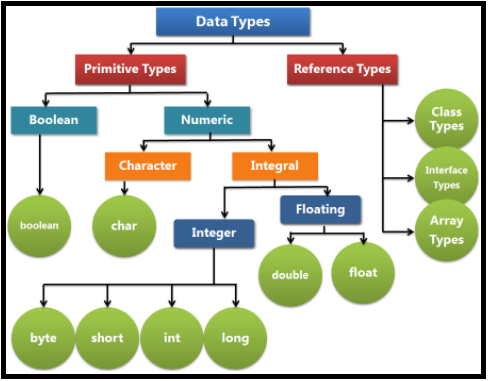 Data Types
Primitive Types
Reference Types
Boolean
Numeric
Class
Types
Character
Integral
Interface
Types
boolean
char
Integer
Floating
Array
Types
double
float
byte
short
int
long